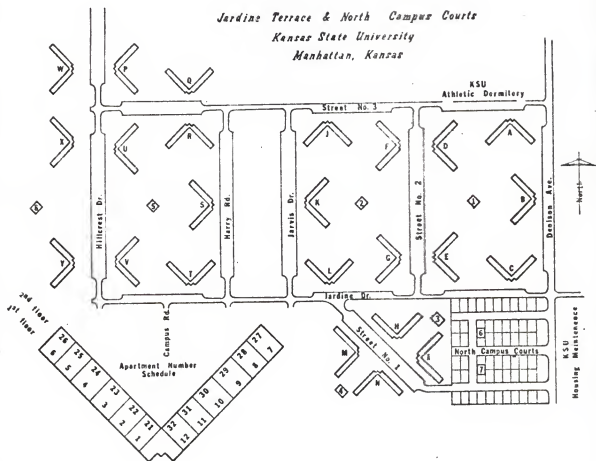 Jardine Terrace & North Campus Courts
Kansas State University
Manhattan, Kansas
KSU
Athletic Dormitery
W
P
Q
Street No. 3
X
U
R
J
F
D
A
6
5
S
K
2
1
B
Hillcrest Dr.
Harry Rd.
Jarvis Dr.
Street No. 2
Denison Ave.
North
Y
V
T
L
G
E
C
Jardine Dr.
2nd floor
1st floor
Campus Rd.
Apartment Number
Schedule
26
25
24
23
22
21
6
5
4
3
2
1
32
31
30
29
28
27
12
11
10
9
8
7
M
H
3
I
N
4
Street No. 1
6
North Campus Courts
7
KSU
Housing Maintenance